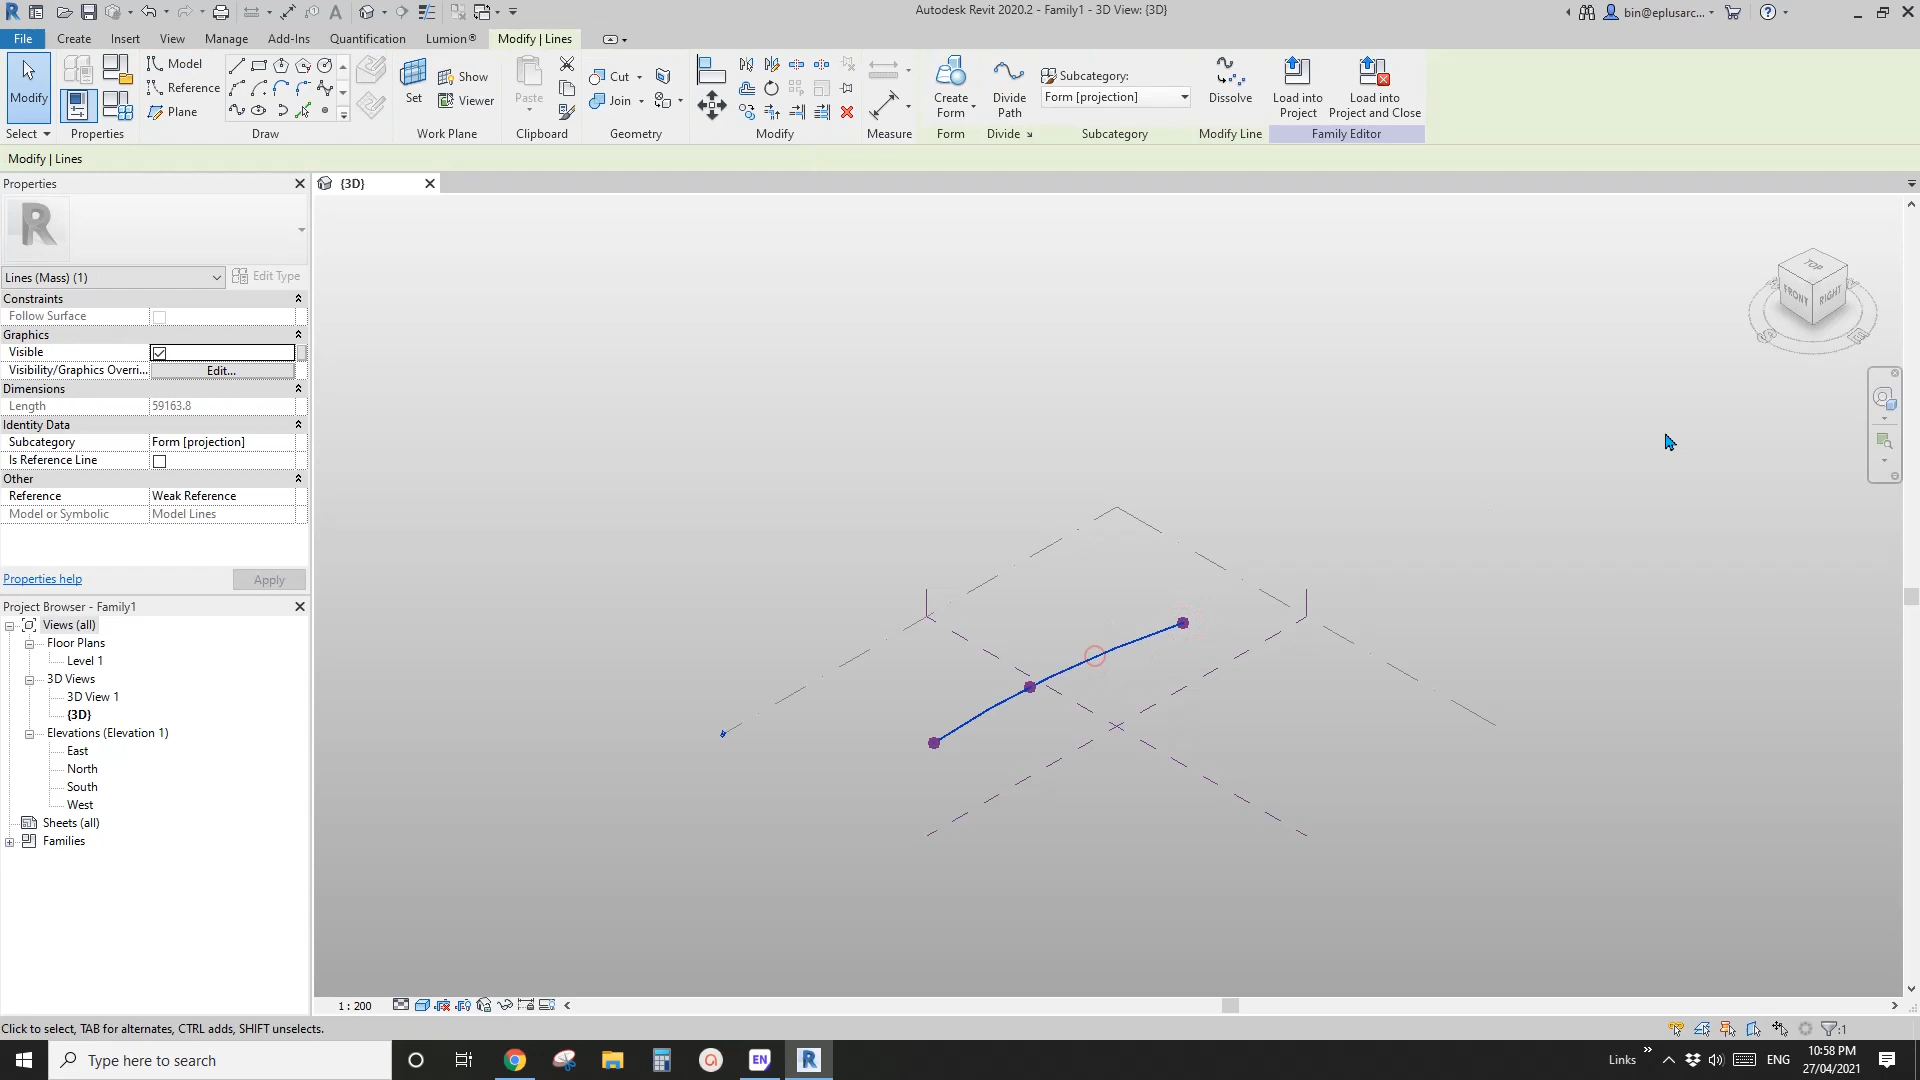 Autodesk Revit 2020.2 - Family1 - 3D View: {3D}
bin@eplusarc...
File
Create
Insert
View
Manage
Add-Ins
Quantification
Lumion®
Modify | Lines
Modify
Select
Properties
Model
Reference
Plane
Draw
Set
Show
Viewer
Work Plane
Paste
Clipboard
Cut
Join
Geometry
Modify
Measure
Create
Form
Form
Divide
Path
Divide
Subcategory:
Form [projection]
Subcategory
Dissolve
Modify Line
Load into
Project
Load into
Project and Close
Family Editor
Modify | Lines
Properties
{3D}
R
Lines (Mass) (1)
Edit Type
Constraints
Follow Surface
Graphics
Visible
Visibility/Graphics Overri...
Edit...
Dimensions
Length
59163.8
Identity Data
Subcategory
Form [projection]
Is Reference Line
Other
Reference
Weak Reference
Model or Symbolic
Model Lines
Properties help
Apply
Project Browser - Family1
Views (all)
Floor Plans
Level 1
3D Views
3D View 1
{3D}
Elevations (Elevation 1)
East
North
South
West
Sheets (all)
Families
TOP
FRONT
RIGHT
S
E
1 : 200
Click to select, TAB for alternates, CTRL adds, SHIFT unselects.
:1
Type here to search
EN
R
Links
ENG
10:58 PM
27/04/2021